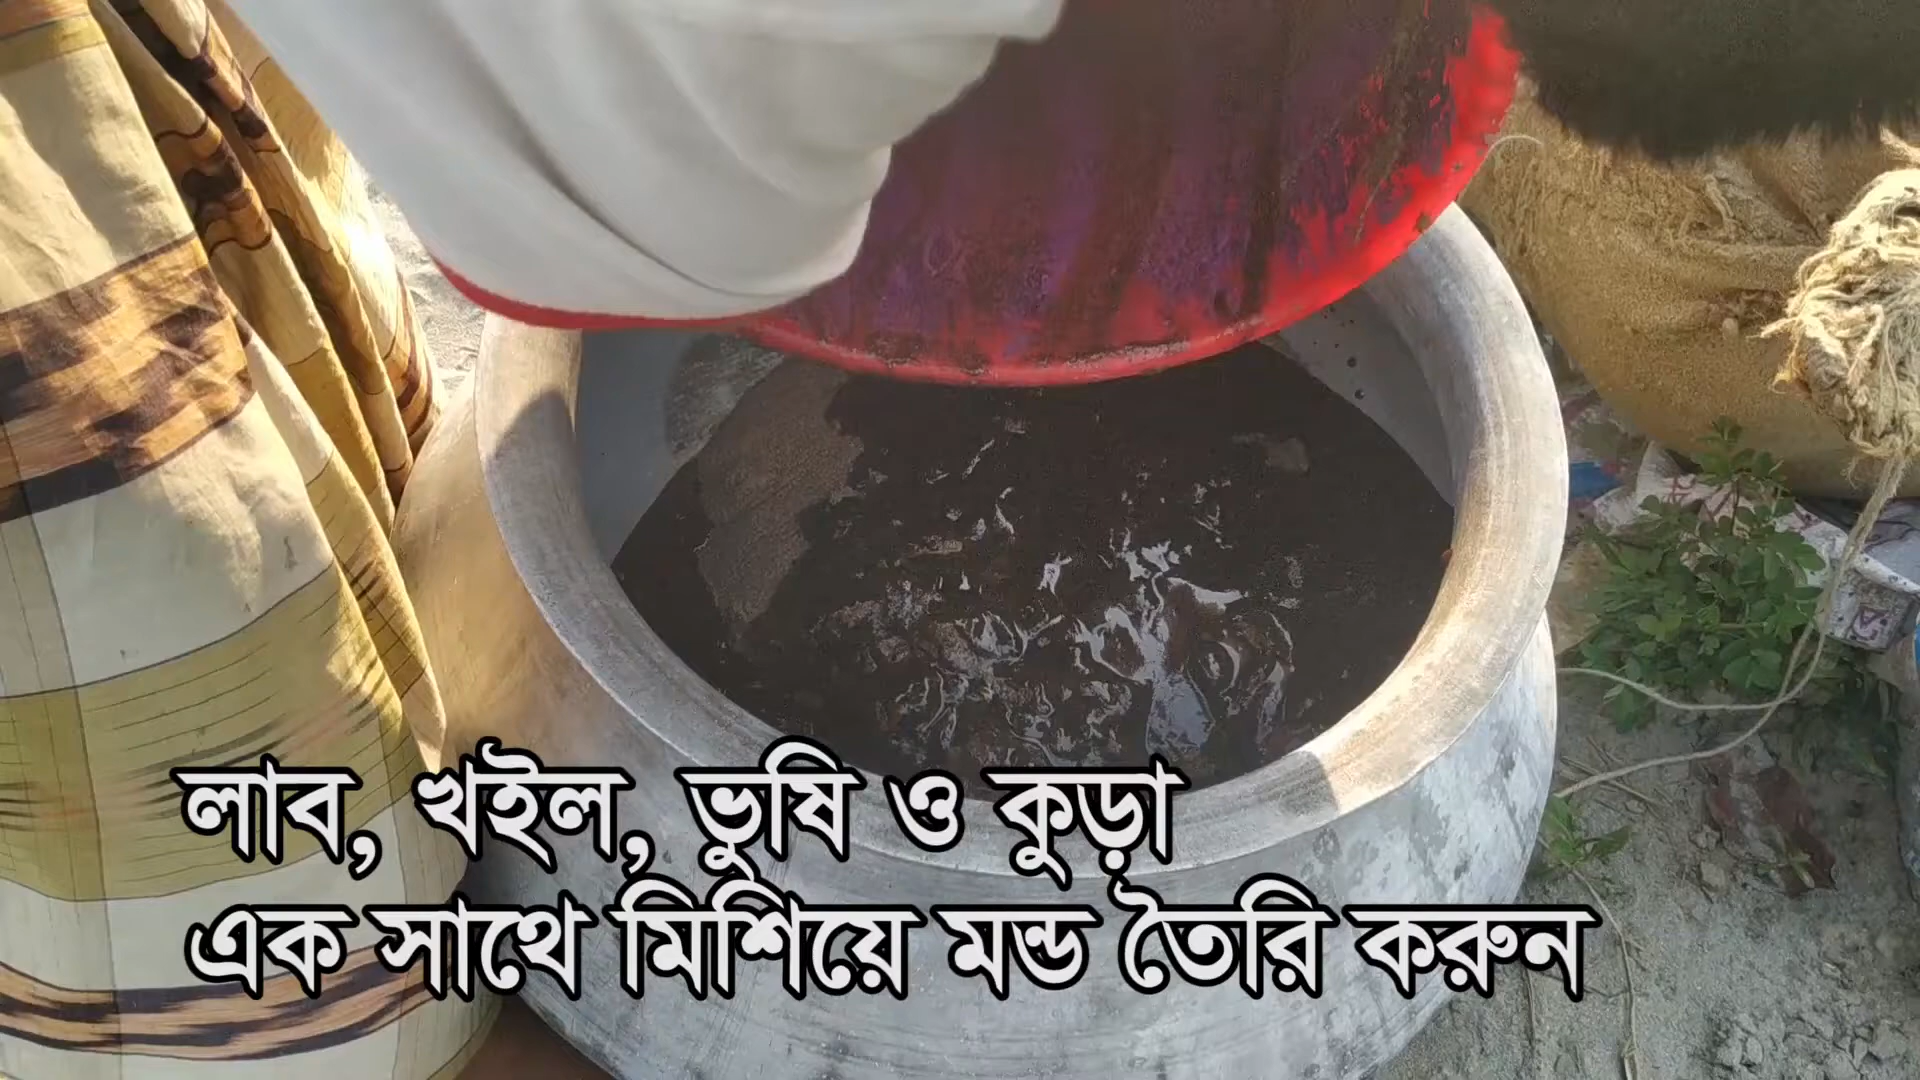 লাব, খইল, ভুষি ও কুড়া
এক সাথে মিশিয়ে মন্ড তৈরি করুন